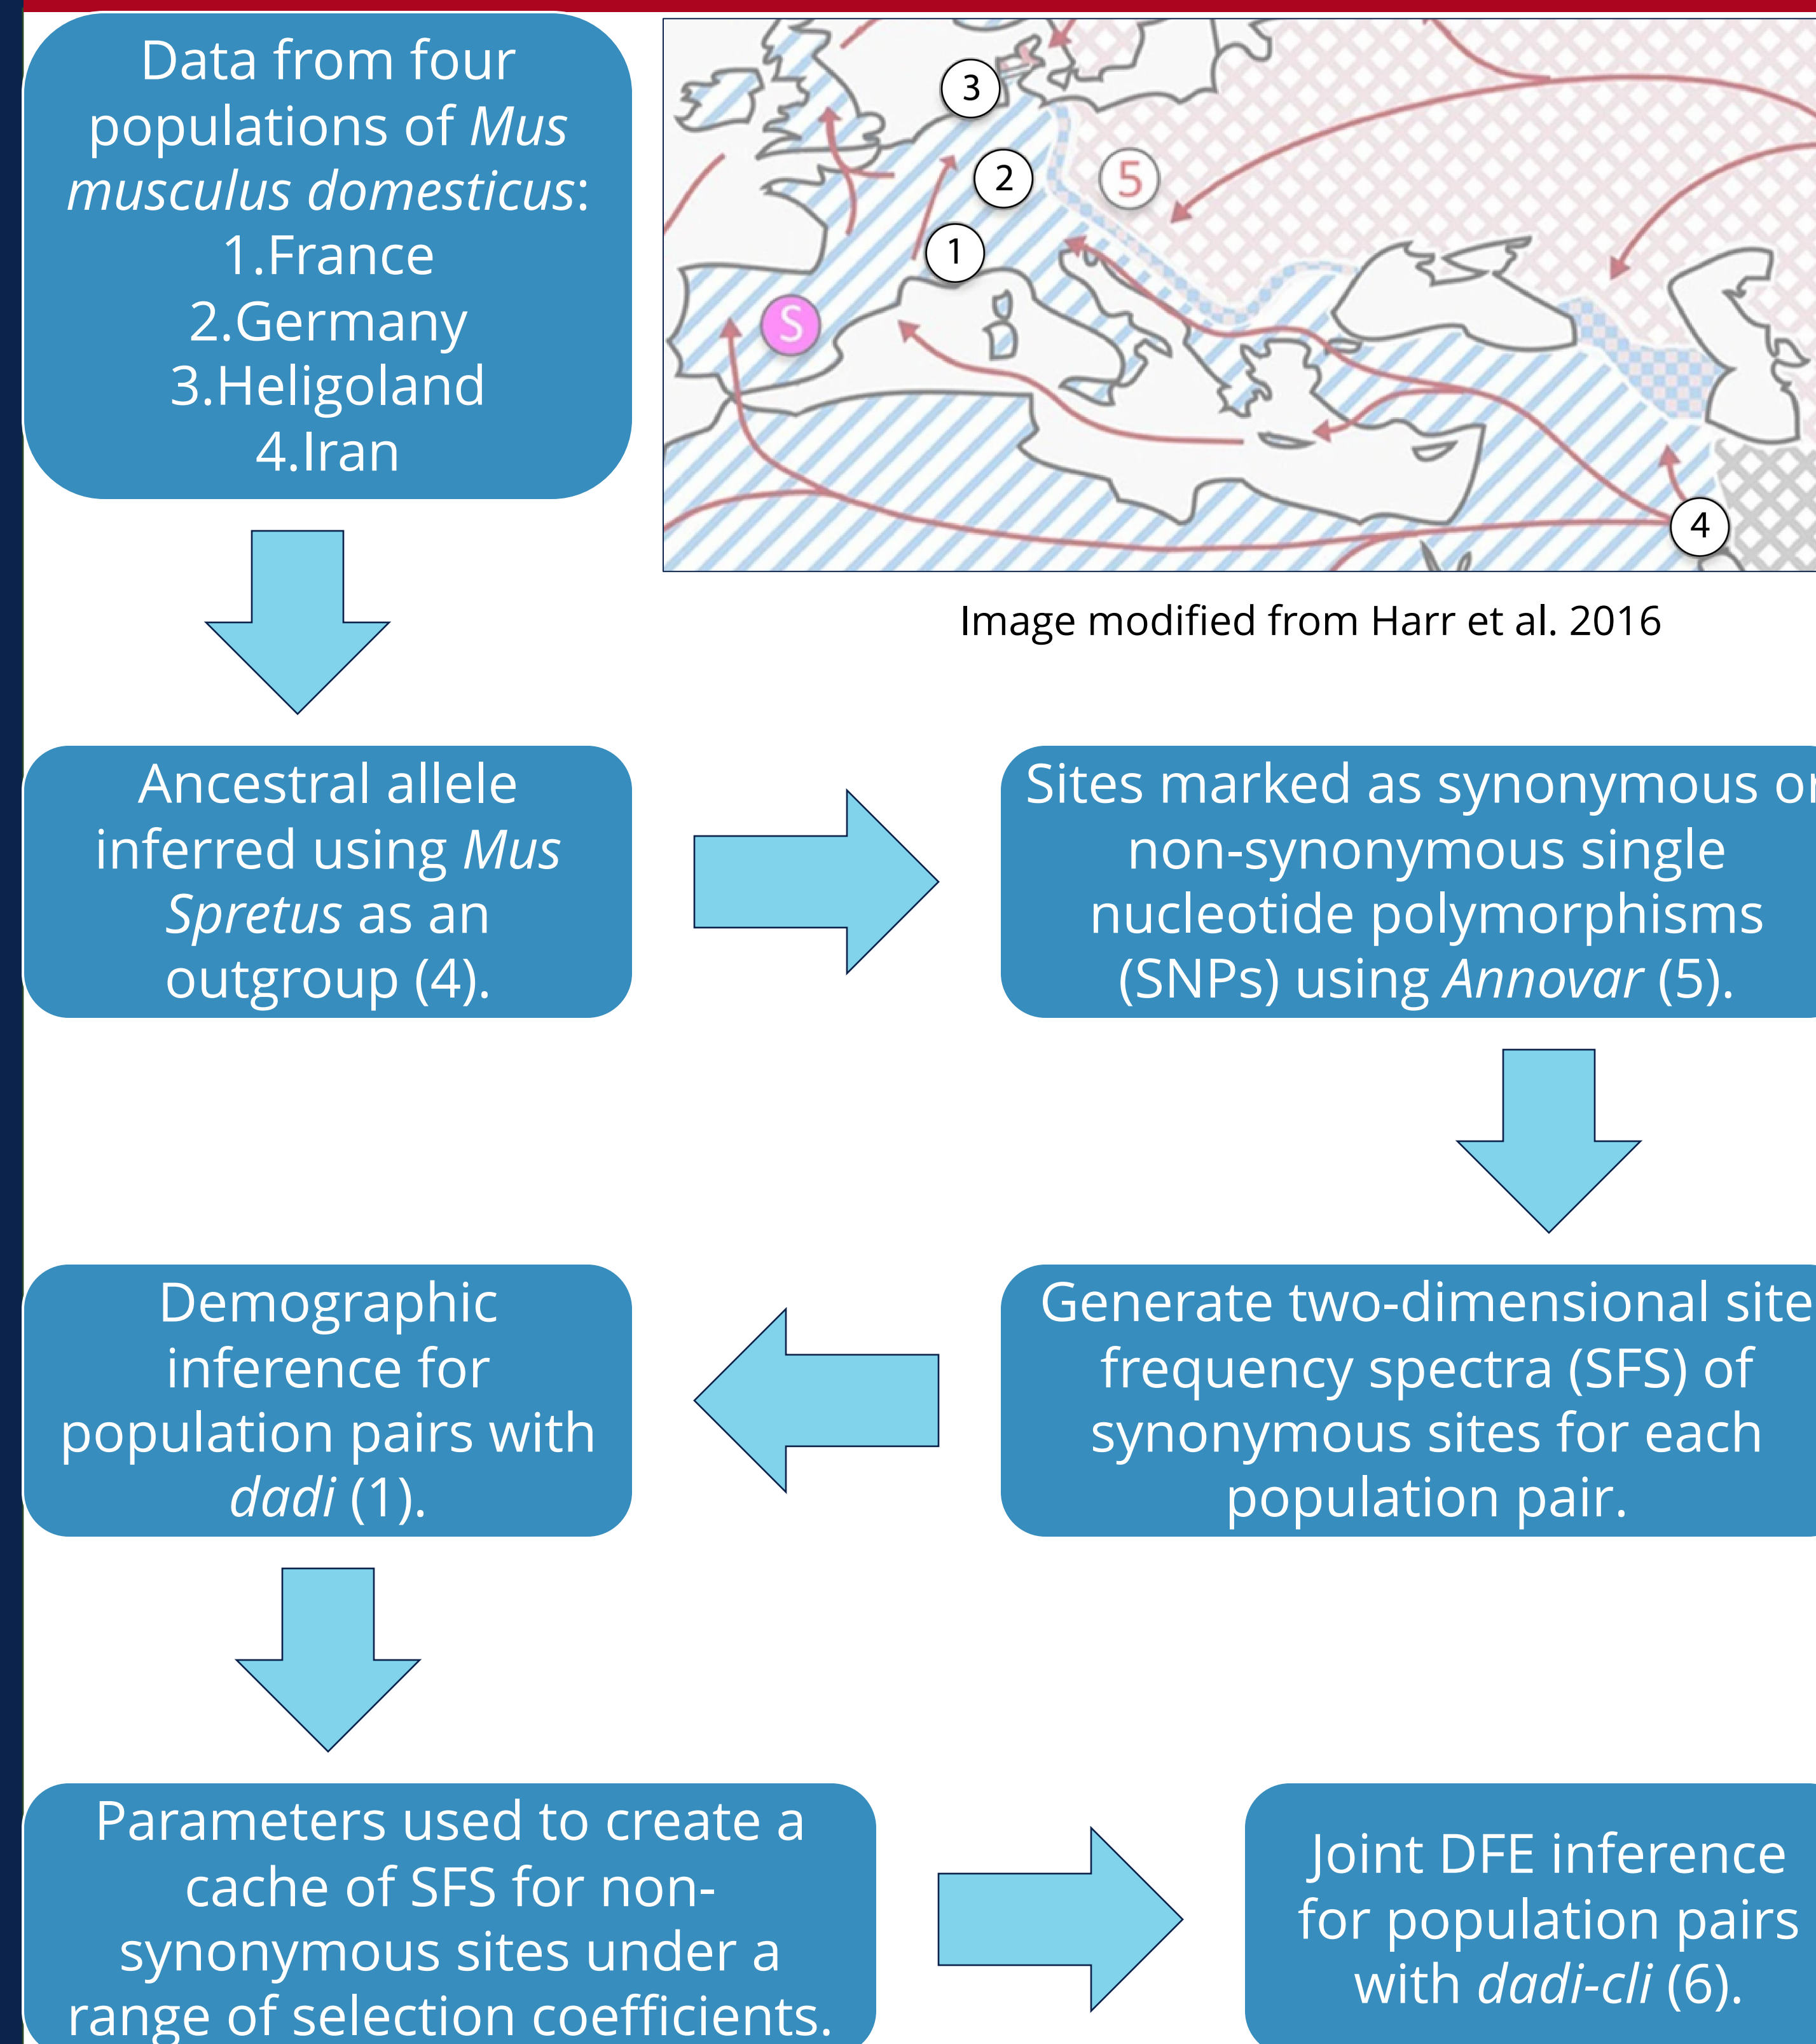 Data from four
populations of Mus
musculus domesticus:
1.France
2.Germany
3.Heligoland
4.Iran
3
2
5
1
S
4
Image modified from Harr et al. 2016
Ancestral allele
inferred using Mus
Spretus as an
outgroup (4).
Sites marked as synonymous or
non-synonymous single
nucleotide polymorphisms
(SNPs) using Annovar (5).
Generate two-dimensional site
frequency spectra (SFS) of
synonymous sites for each
population pair.
Demographic
inference for
population pairs with
dadi (1).
Parameters used to create a
cache of SFS for non-
synonymous sites under a
range of selection coefficients.
Joint DFE inference
for population pairs
with dadi-cli (6).